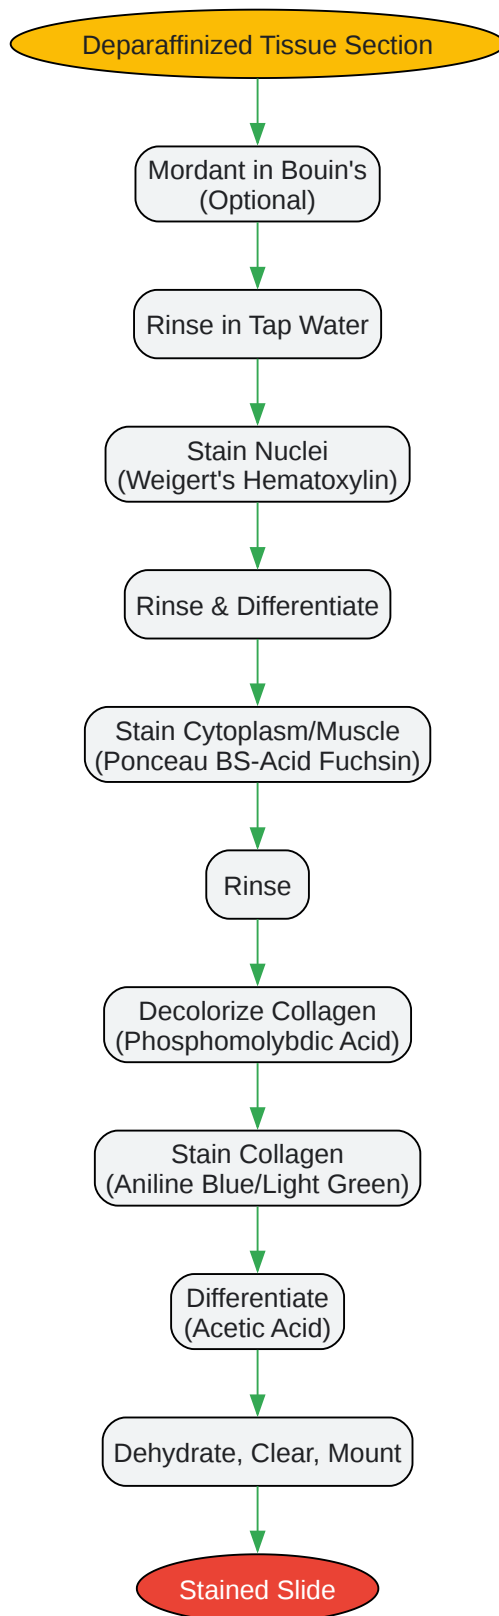 Deparaffinized Tissue Section
Mordant in Bouin's
(Optional)
Rinse in Tap Water
Stain Nuclei
(Weigert's Hematoxylin)
Rinse & Differentiate
Stain Cytoplasm/Muscle
(Ponceau BS-Acid Fuchsin)
Rinse
Decolorize Collagen
(Phosphomolybdic Acid)
Stain Collagen
(Aniline Blue/Light Green)
Differentiate
(Acetic Acid)
Dehydrate, Clear, Mount
Stained Slide